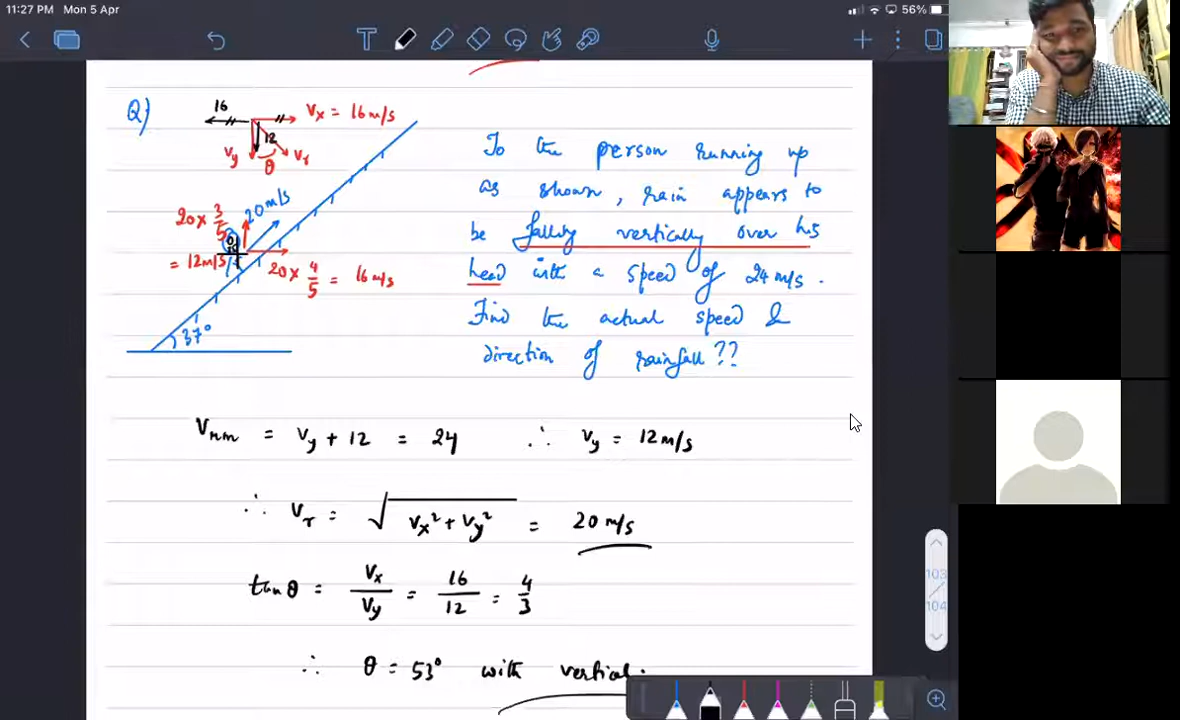 11:27 PM Mon 5 Apr
56%
Q)
16
Vx = 16 m/s
12
Vy
θ
Vr
20 m/s
20 x 3/5
= 12 m/s
20 x 4/5 = 16 m/s
37°
To the person running up
as shown, rain appears to
be falling vertically over his
head with a speed of 24 m/s.
Find the actual speed &
direction of rainfall??
Vrm = Vy + 12 = 24 ∴ Vy = 12 m/s
∴ Vr = √(Vx² + Vy²) = 20 m/s
tan θ = Vx/Vy = 16/12 = 4/3
∴ θ = 53° with vertical.
103
104